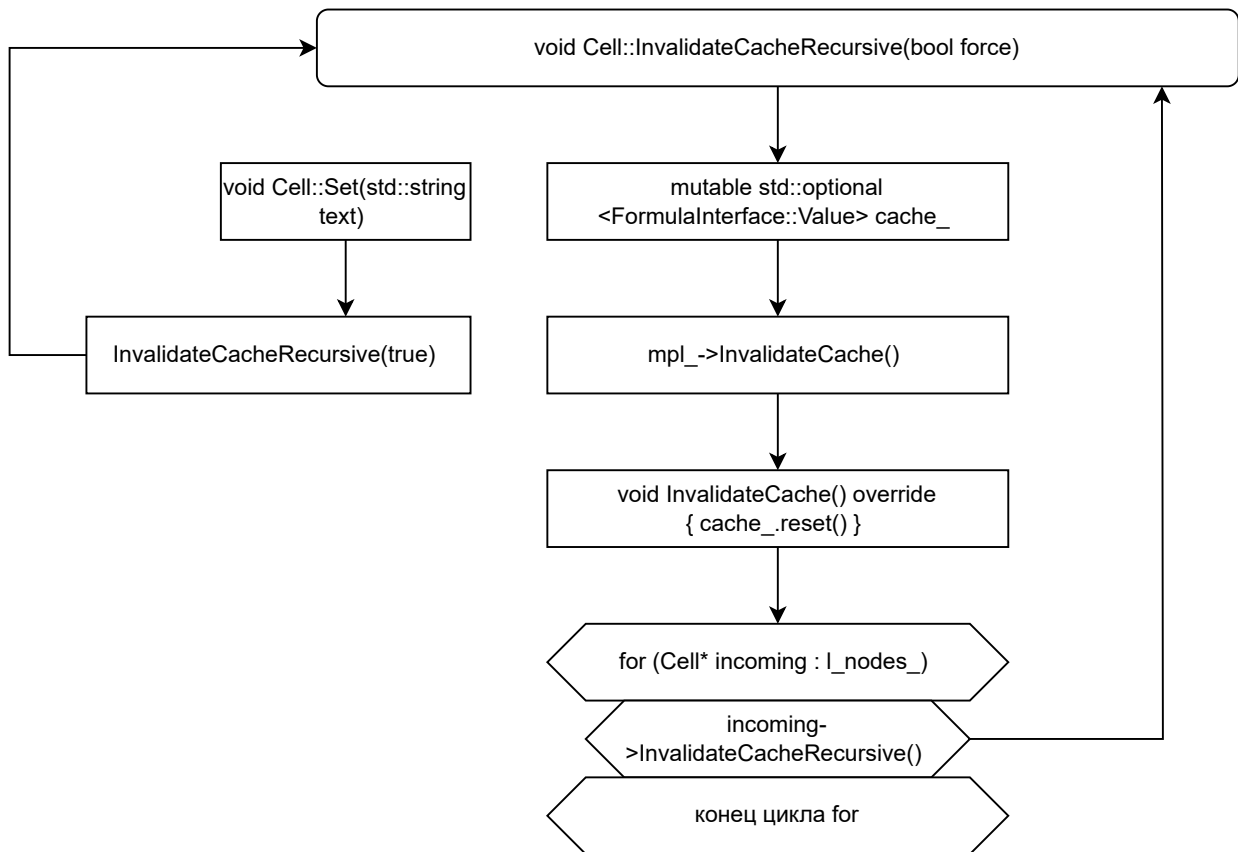 void Cell::InvalidateCacheRecursive(bool force)
void Cell::Set(std::string
text)
mutable std::optional
<FormulaInterface::Value> cache_
InvalidateCacheRecursive(true)
mpl_->InvalidateCache()
void InvalidateCache() override
{ cache_.reset() }
for (Cell* incoming : l_nodes_)
incoming-
>InvalidateCacheRecursive()
конец цикла for